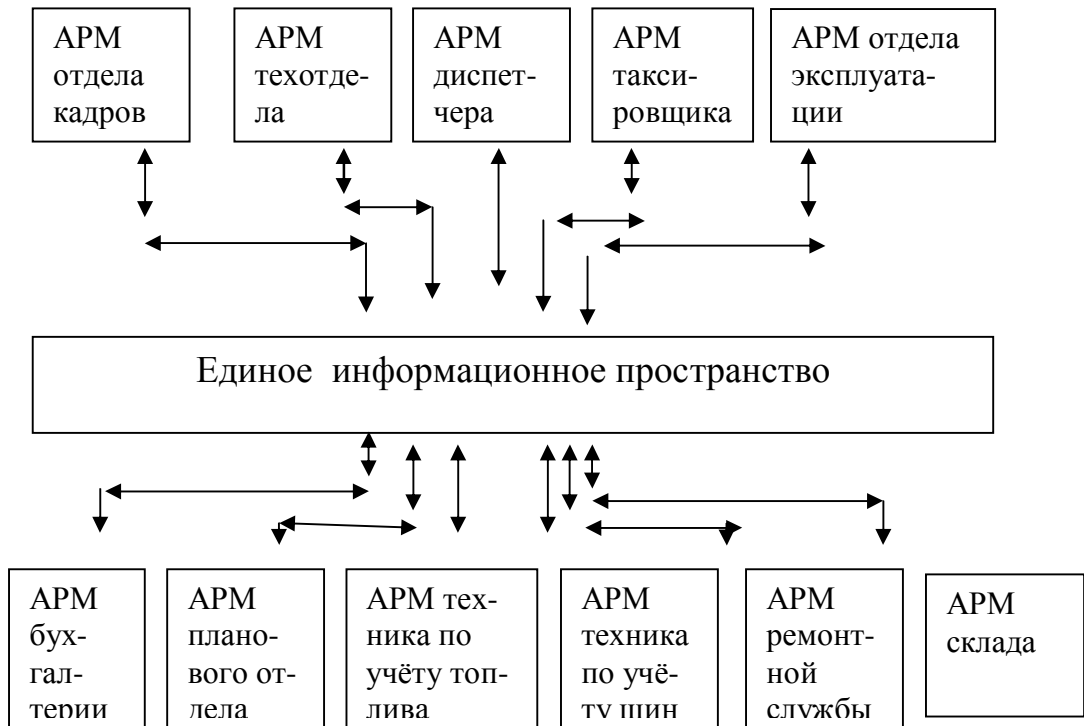 АРМ
отдела
кадров
АРМ
техотде-
ла
АРМ
диспет-
чера
АРМ
такси-
ровщика
АРМ отдела
эксплуата-
ции
Единое информационное пространство
АРМ
бух-
гал-
терии
АРМ
плано-
вого от-
дела
АРМ тех-
ника по
учёту топ-
лива
АРМ
техника
по учё-
ту шин
АРМ
ремонт-
ной
службы
АРМ
склада